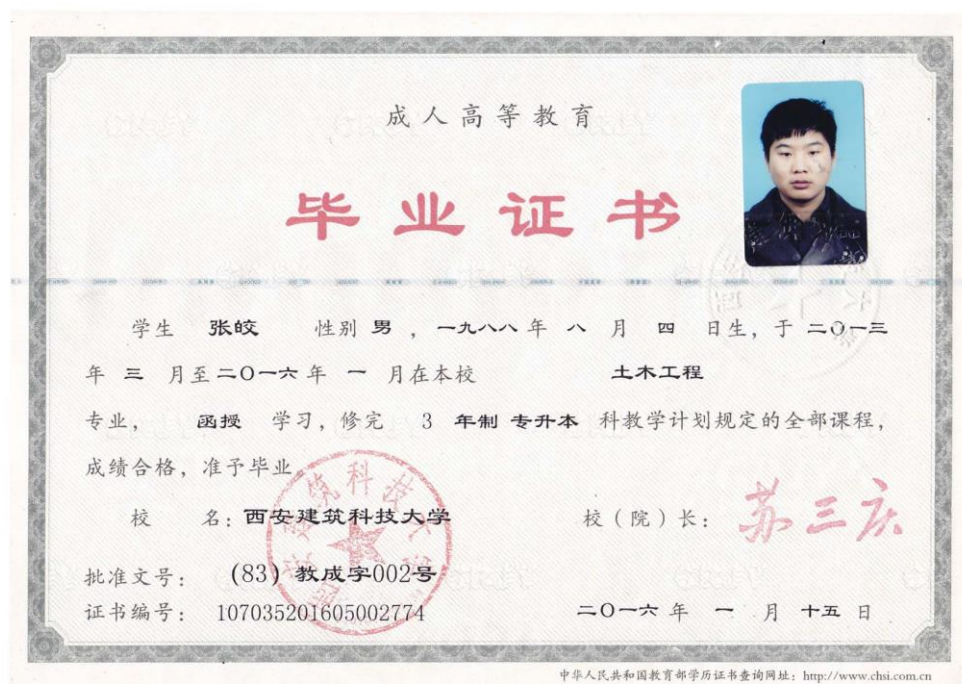 成人高等教育
毕业证书
学生 张皎 性别 男 ，一九八八 年 八 月 四 日生，于 二〇一三
年 三 月至 二〇一六 年 一 月在本校 土木工程
专业， 函授 学习，修完 3 年制 专升本 科教学计划规定的全部课程，
成绩合格，准予毕业。
校 名：西安建筑科技大学 校（院）长： 苏三庆
批准文号： (83) 教成字002号
证书编号： 107035201605002774 二〇一六 年 一 月 十五 日
中华人民共和国教育部学历证书查询网址：http://www.chsi.com.cn